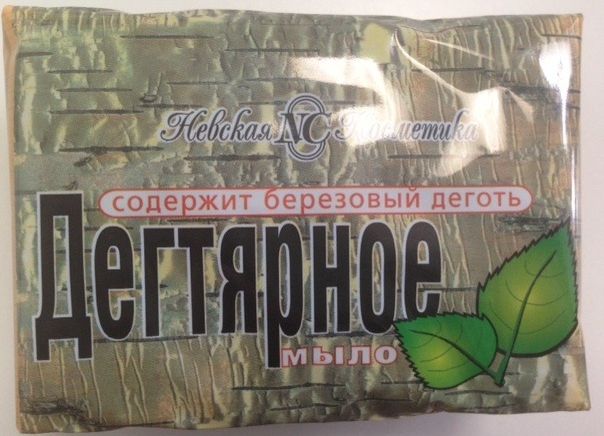 Невская NC Косметика
содержит березовый деготь
Дегтярное
мыло